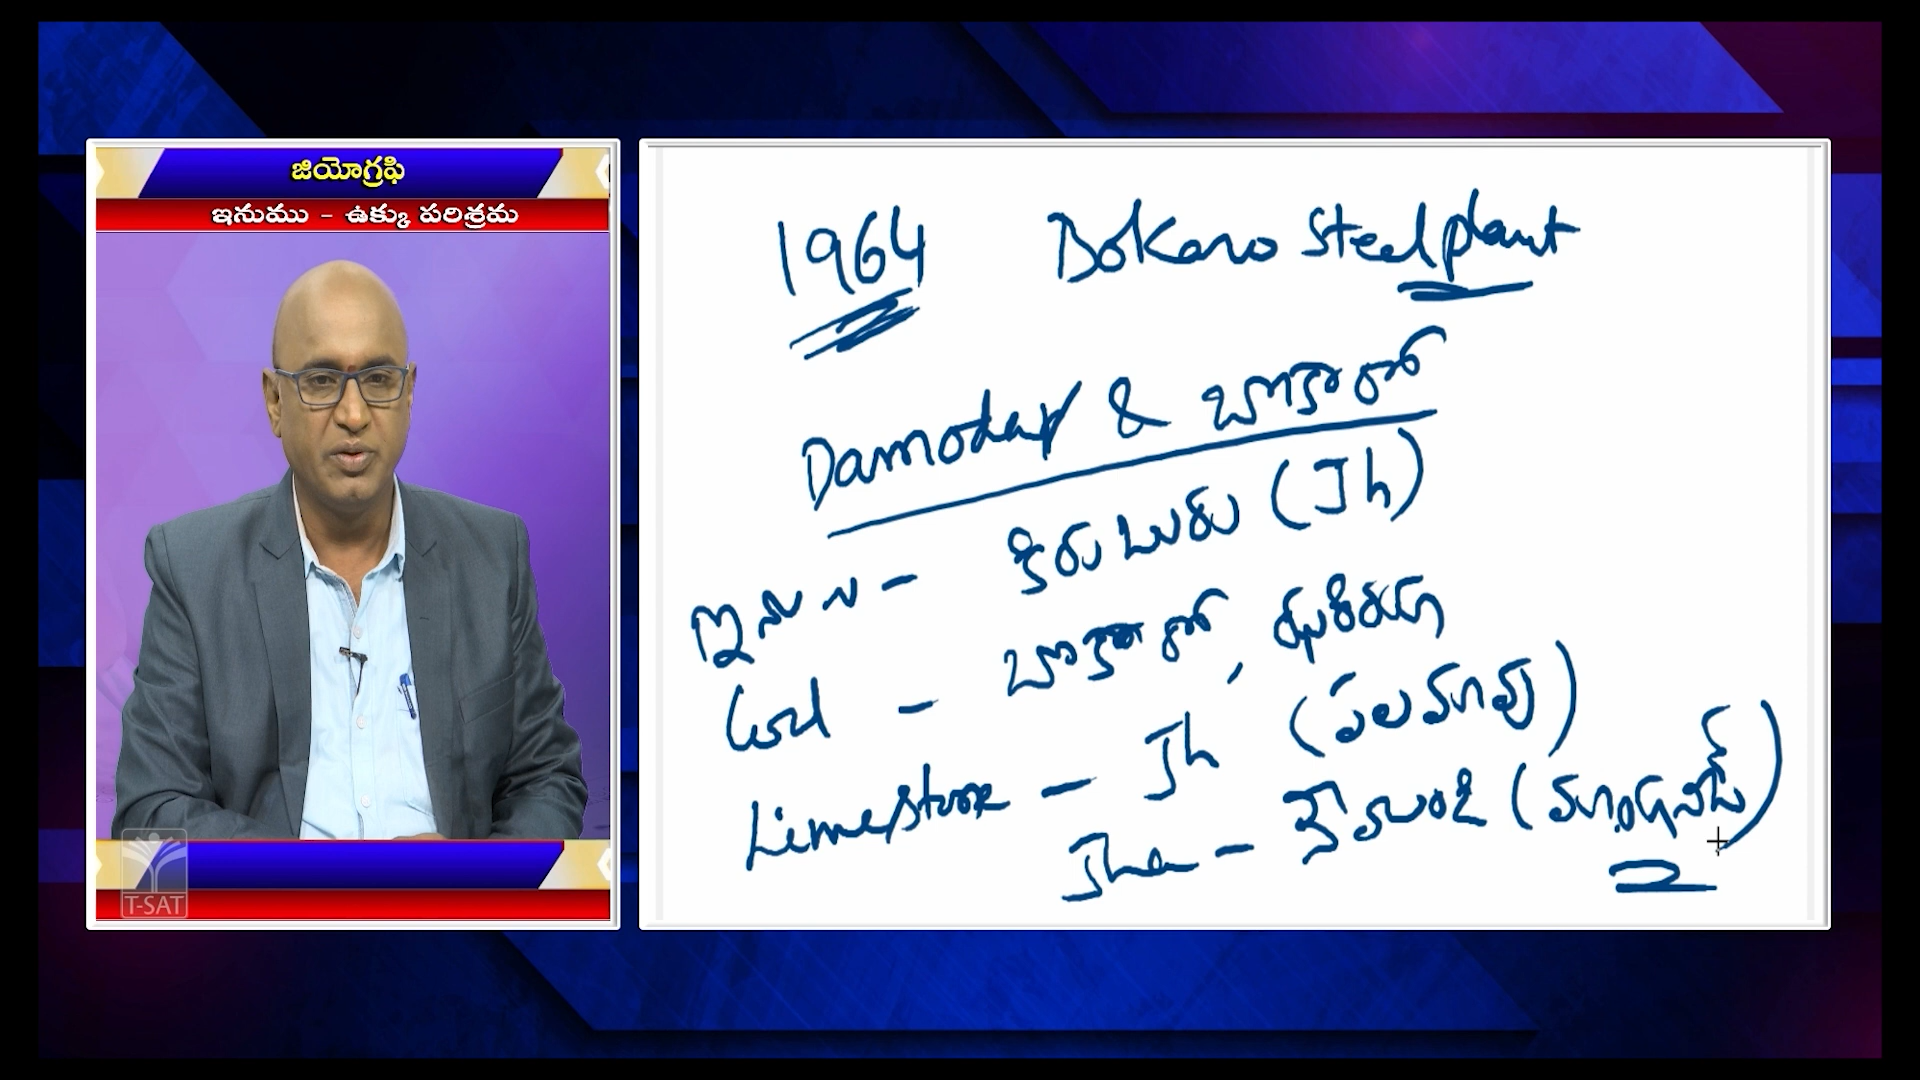 జియోగ్రఫి
ఇనుము - ఉక్కు పరిశ్రమ
1964 Bokaro Steel plant
Damodar & బొకారో
ఇనుము - కిరుబురు (Jh)
Coal - బొకారో, ఝరియా
Limestone - Jh (పలమావు)
Jha - (మాంగనీస్)
T-SAT